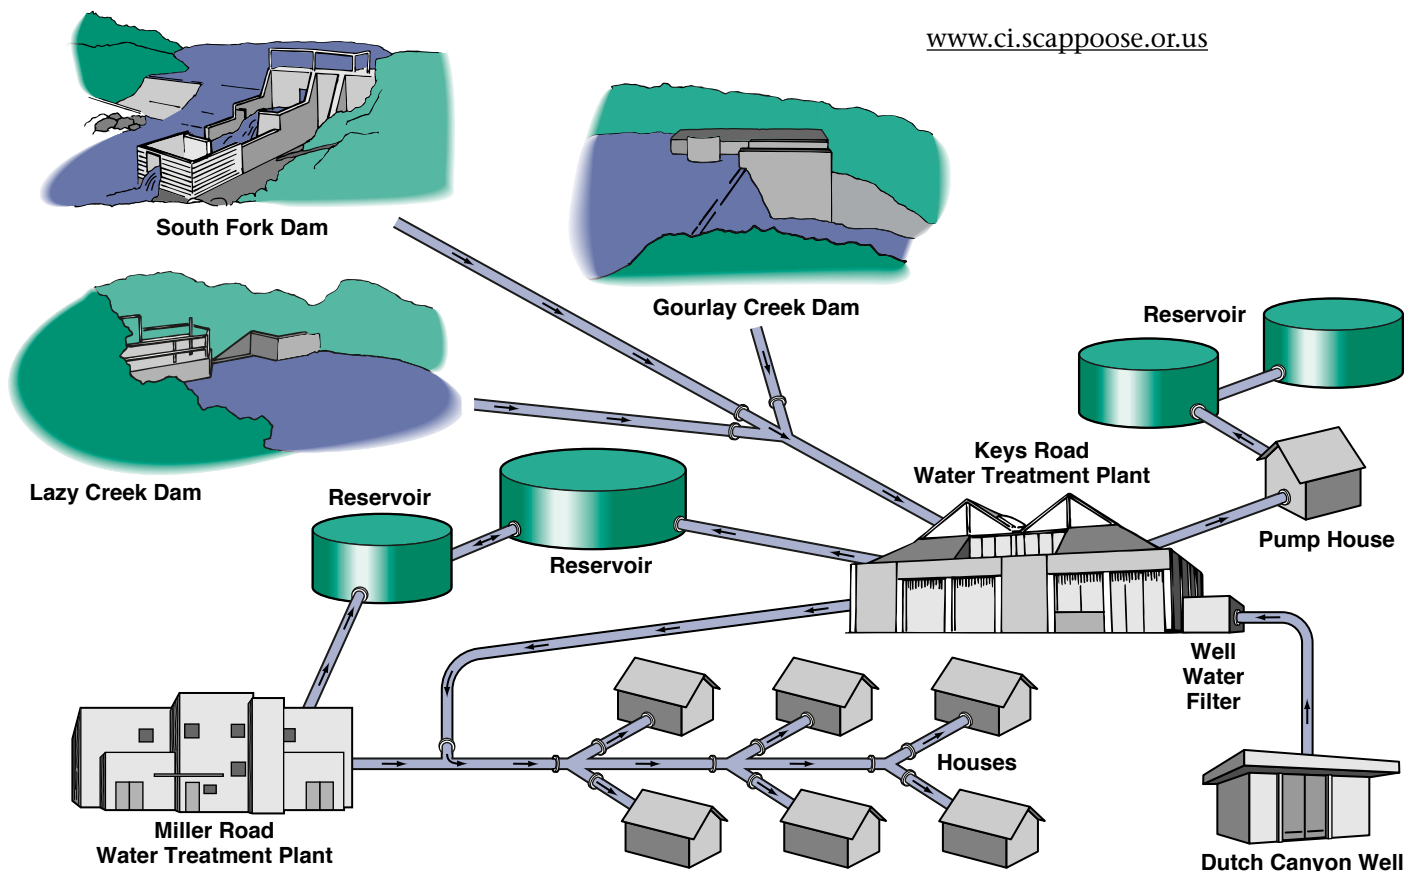 www.ci.scappoose.or.us
South Fork Dam
Gourlay Creek Dam
Reservoir
Lazy Creek Dam
Keys Road
Water Treatment Plant
Reservoir
Pump House
Reservoir
Well
Water
Filter
Houses
Miller Road
Water Treatment Plant
Dutch Canyon Well